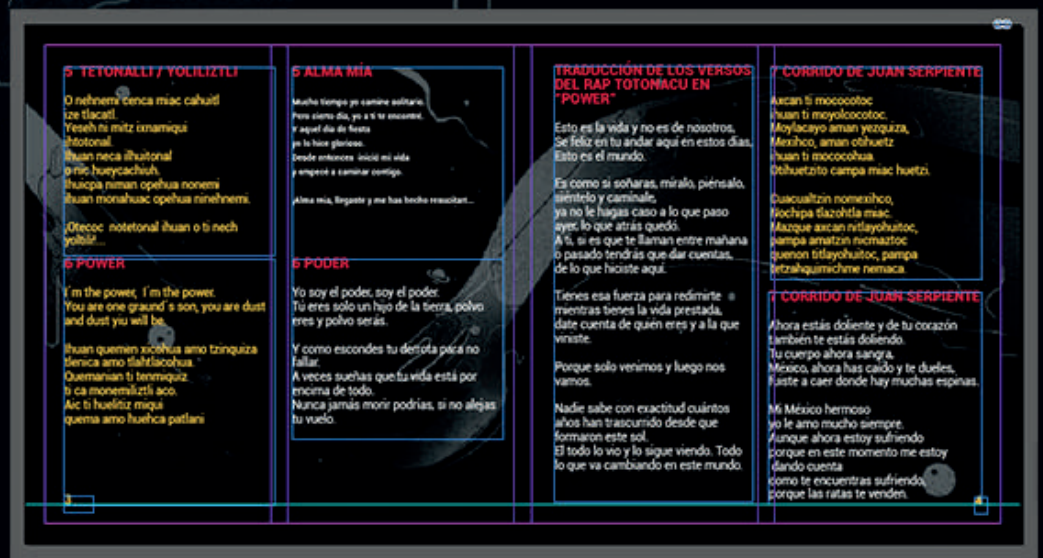 5 TETONALLI / YOLILIZTLI
O nehnemi cenca miac cahuitl
ize tlacatl.
Yeseh ni mitz ixnamiqui
ihtotonal.
Ihuan neca ilhuitonal
o nic hueycachiuh.
Ihuicpa niman opehua nonemi
ihuan monahuac opehua ninehnemi.
¡Otecoc notetonal ihuan o ti nech
yoltili!...
6 POWER
I´m the power, I´m the power.
You are one graund´s son, you are dust
and dust yiu will be.
Ihuan quemen xicohua amo tzinquiza
tlenica amo tlahtlacohua.
Quemanian ti tenmiquiz
ti ca monemiliztli aco.
Aic ti huelitiz miqui
quema amo huehca patlani
3
5 ALMA MÍA
Mucho tiempo yo camine solitario.
Pero cierto día, yo a ti te encontré.
Y aquel día de fiesta
yo lo hice glorioso.
Desde entonces inició mi vida
y empecé a caminar contigo.
¡Alma mía, llegaste y me has hecho resucitar!...
6 PODER
Yo soy el poder, soy el poder.
Tú eres solo un hijo de la tierra, polvo
eres y polvo serás.
Y como escondes tu derrota para no
fallar.
A veces sueñas que tu vida está por
encima de todo.
Nunca jamás morir podrías, si no alejas
tu vuelo.
TRADUCCIÓN DE LOS VERSOS
DEL RAP TOTONACU EN
"POWER"
Esto es la vida y no es de nosotros,
Se feliz en tu andar aquí en estos días,
Esto es el mundo.
Es como si soñaras, míralo, piénsalo,
siéntelo y camínale,
ya no le hagas caso a lo que paso
ayer, lo que atrás quedó.
A ti, si es que te llaman entre mañana
o pasado tendrás que dar cuentas,
de lo que hiciste aquí.
Tienes esa fuerza para redimirte
mientras tienes la vida prestada,
date cuenta de quién eres y a la que
viniste.
Porque solo venimos y luego nos
vamos.
Nadie sabe con exactitud cuántos
años han trascurrido desde que
formaron este sol.
El todo lo vio y lo sigue viendo. Todo
lo que va cambiando en este mundo.
7 CORRIDO DE JUAN SERPIENTE
Axcan ti mococotoc
ihuan ti moyolcocotoc.
Moylacayo aman yezquiza,
Mexihco, aman otihuetz
ihuan ti mococohua.
Otihuetzito campa miac huetzi.
Cuacualtzin nomexihco,
Nochipa tlazohtla miac.
Mazque axcan nitlayohuitoc,
pampa amatzin nicmaztoc
quenon titlayohuitoc, pampa
tetzahquimichme nemaca.
7 CORRIDO DE JUAN SERPIENTE
Ahora estás doliente y de tu corazón
también te estás doliendo.
Tu cuerpo ahora sangra,
México, ahora has caído y te dueles,
fuiste a caer donde hay muchas espinas.
Mi México hermoso
yo le amo mucho siempre.
Aunque ahora estoy sufriendo
porque en este momento me estoy
dando cuenta
como te encuentras sufriendo,
porque las ratas te venden.
4